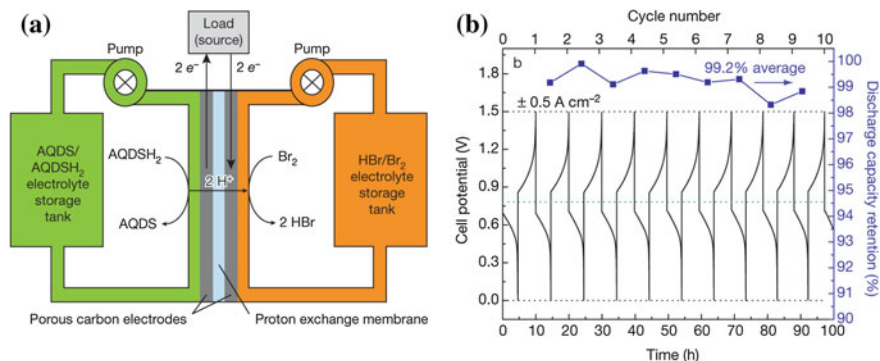 (a)
Load
(source)
Pump
2 e⁻
2 e⁻
Pump
AQDS/
AQDSH₂
electrolyte
storage
tank
AQDSH₂
AQDS
2 H⁺
Br₂
2 HBr
HBr/Br₂
electrolyte
storage
tank
Porous carbon electrodes
Proton exchange membrane
(b)
Cycle number
0 1 2 3 4 5 6 7 8 9 10
b
99.2% average
± 0.5 A cm⁻²
Cell potential (V)
1.8
1.5
1.2
0.9
0.6
0.3
0.0
0 10 20 30 40 50 60 70 80 90 100
Time (h)
100
99
98
97
96
95
94
93
92
91
90
Discharge capacity
retention (%)